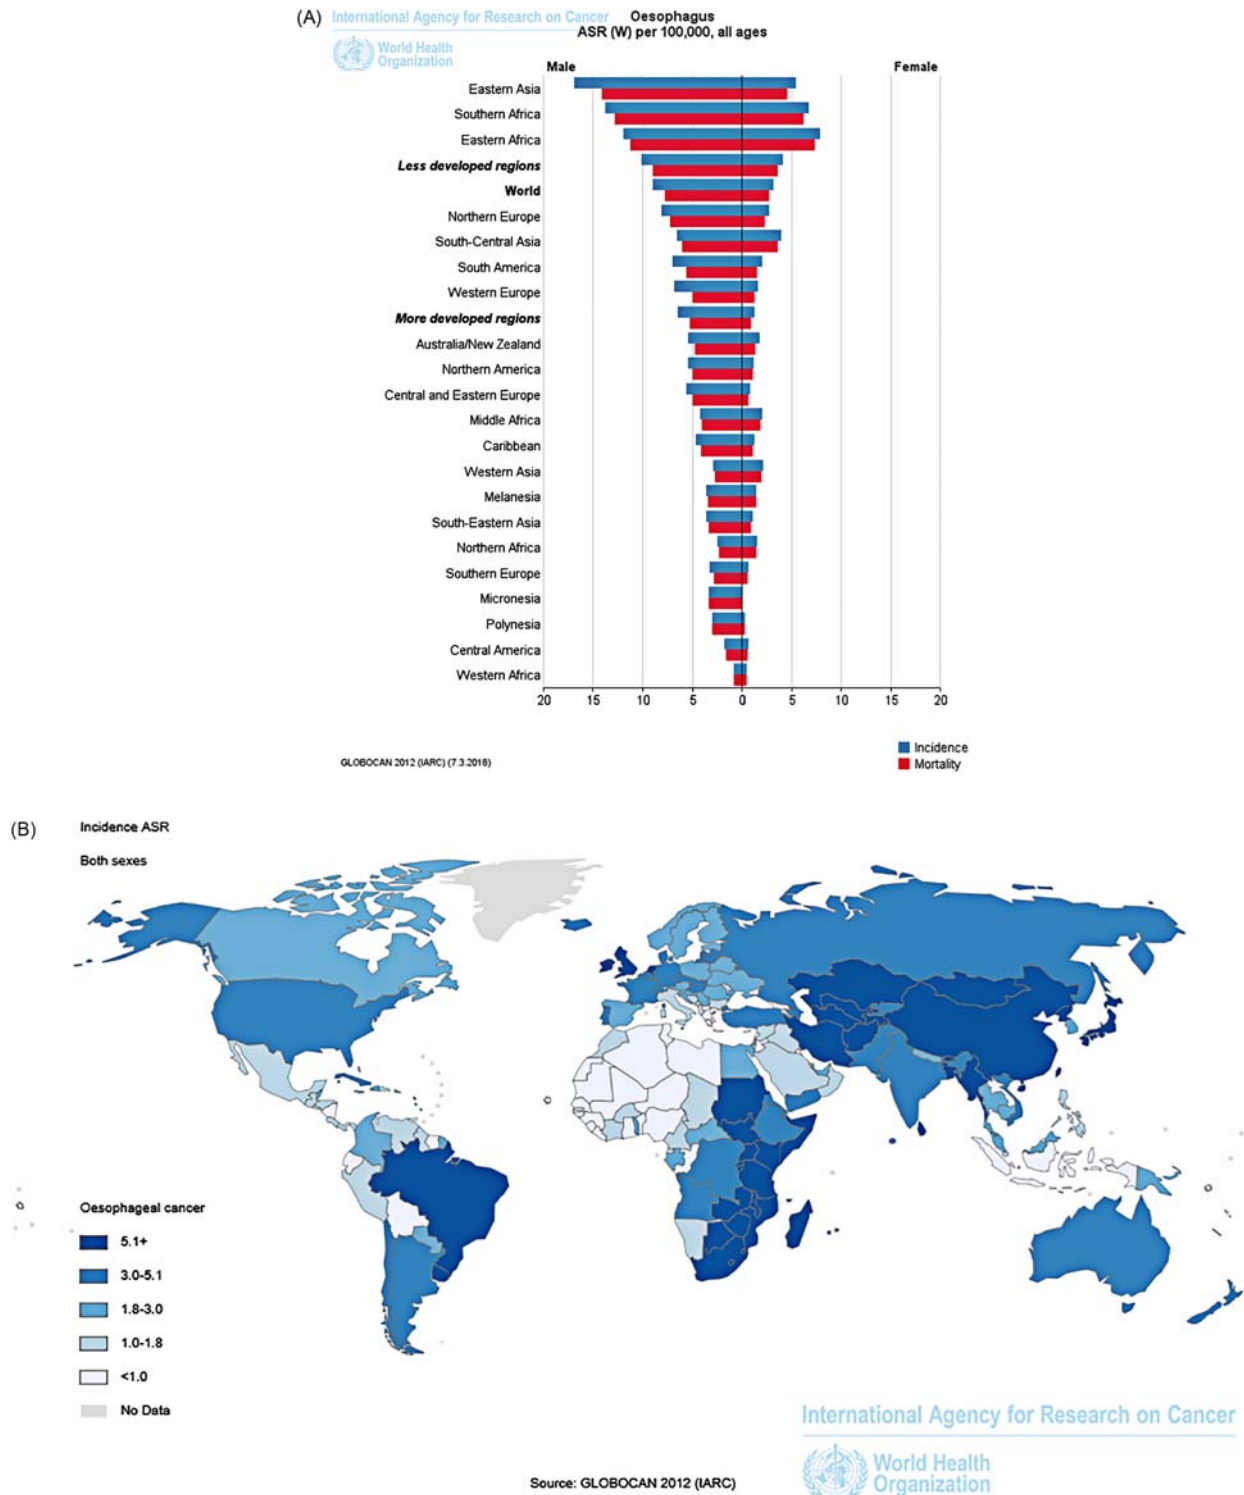 (A)
International Agency for Research on Cancer
World Health
Organization
Oesophagus
ASR (W) per 100,000, all ages
Male
Female
Eastern Asia
Southern Africa
Eastern Africa
Less developed regions
World
Northern Europe
South-Central Asia
South America
Western Europe
More developed regions
Australia/New Zealand
Northern America
Central and Eastern Europe
Middle Africa
Caribbean
Western Asia
Melanesia
South-Eastern Asia
Northern Africa
Southern Europe
Micronesia
Polynesia
Central America
Western Africa
20 15 10 5 0 5 10 15 20
Incidence
Mortality
GLOBOCAN 2012 (IARC) (7.3.2018)
(B)
Incidence ASR
Both sexes
Oesophageal cancer
5.1+
3.0-5.1
1.8-3.0
1.0-1.8
<1.0
No Data
International Agency for Research on Cancer
World Health
Organization
Source: GLOBOCAN 2012 (IARC)